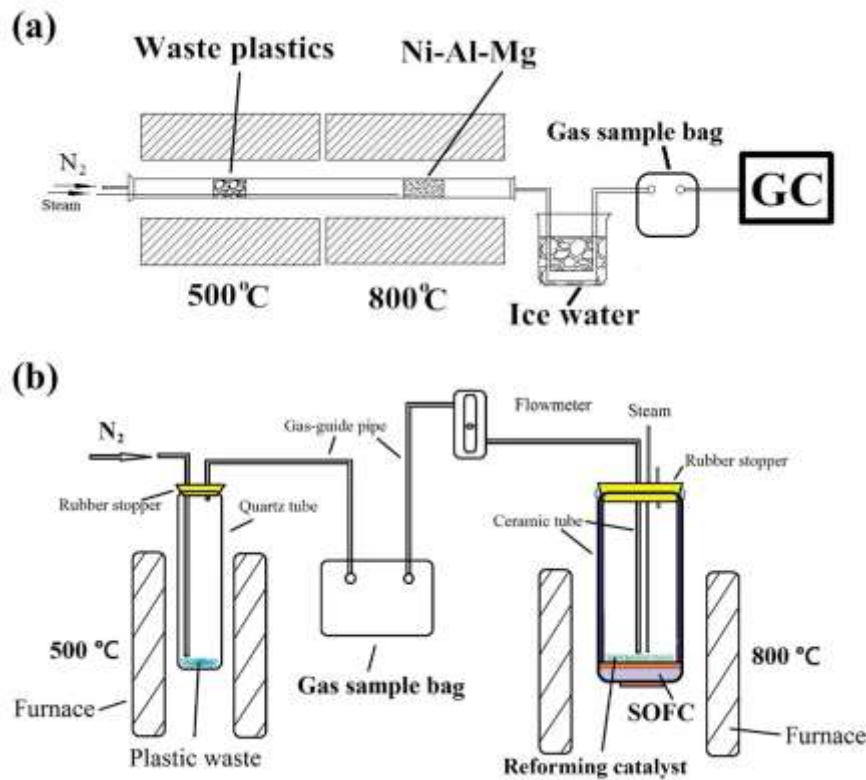 (a)
Waste plastics
Ni-Al-Mg
Gas sample bag
N₂
Steam
GC
500°C
800°C
Ice water
(b)
N₂
Gas-guide pipe
Flowmeter
Steam
Rubber stopper
Rubber stopper
Quartz tube
Ceramic tube
500 °C
800 °C
Gas sample bag
SOFC
Furnace
Furnace
Plastic waste
Reforming catalyst